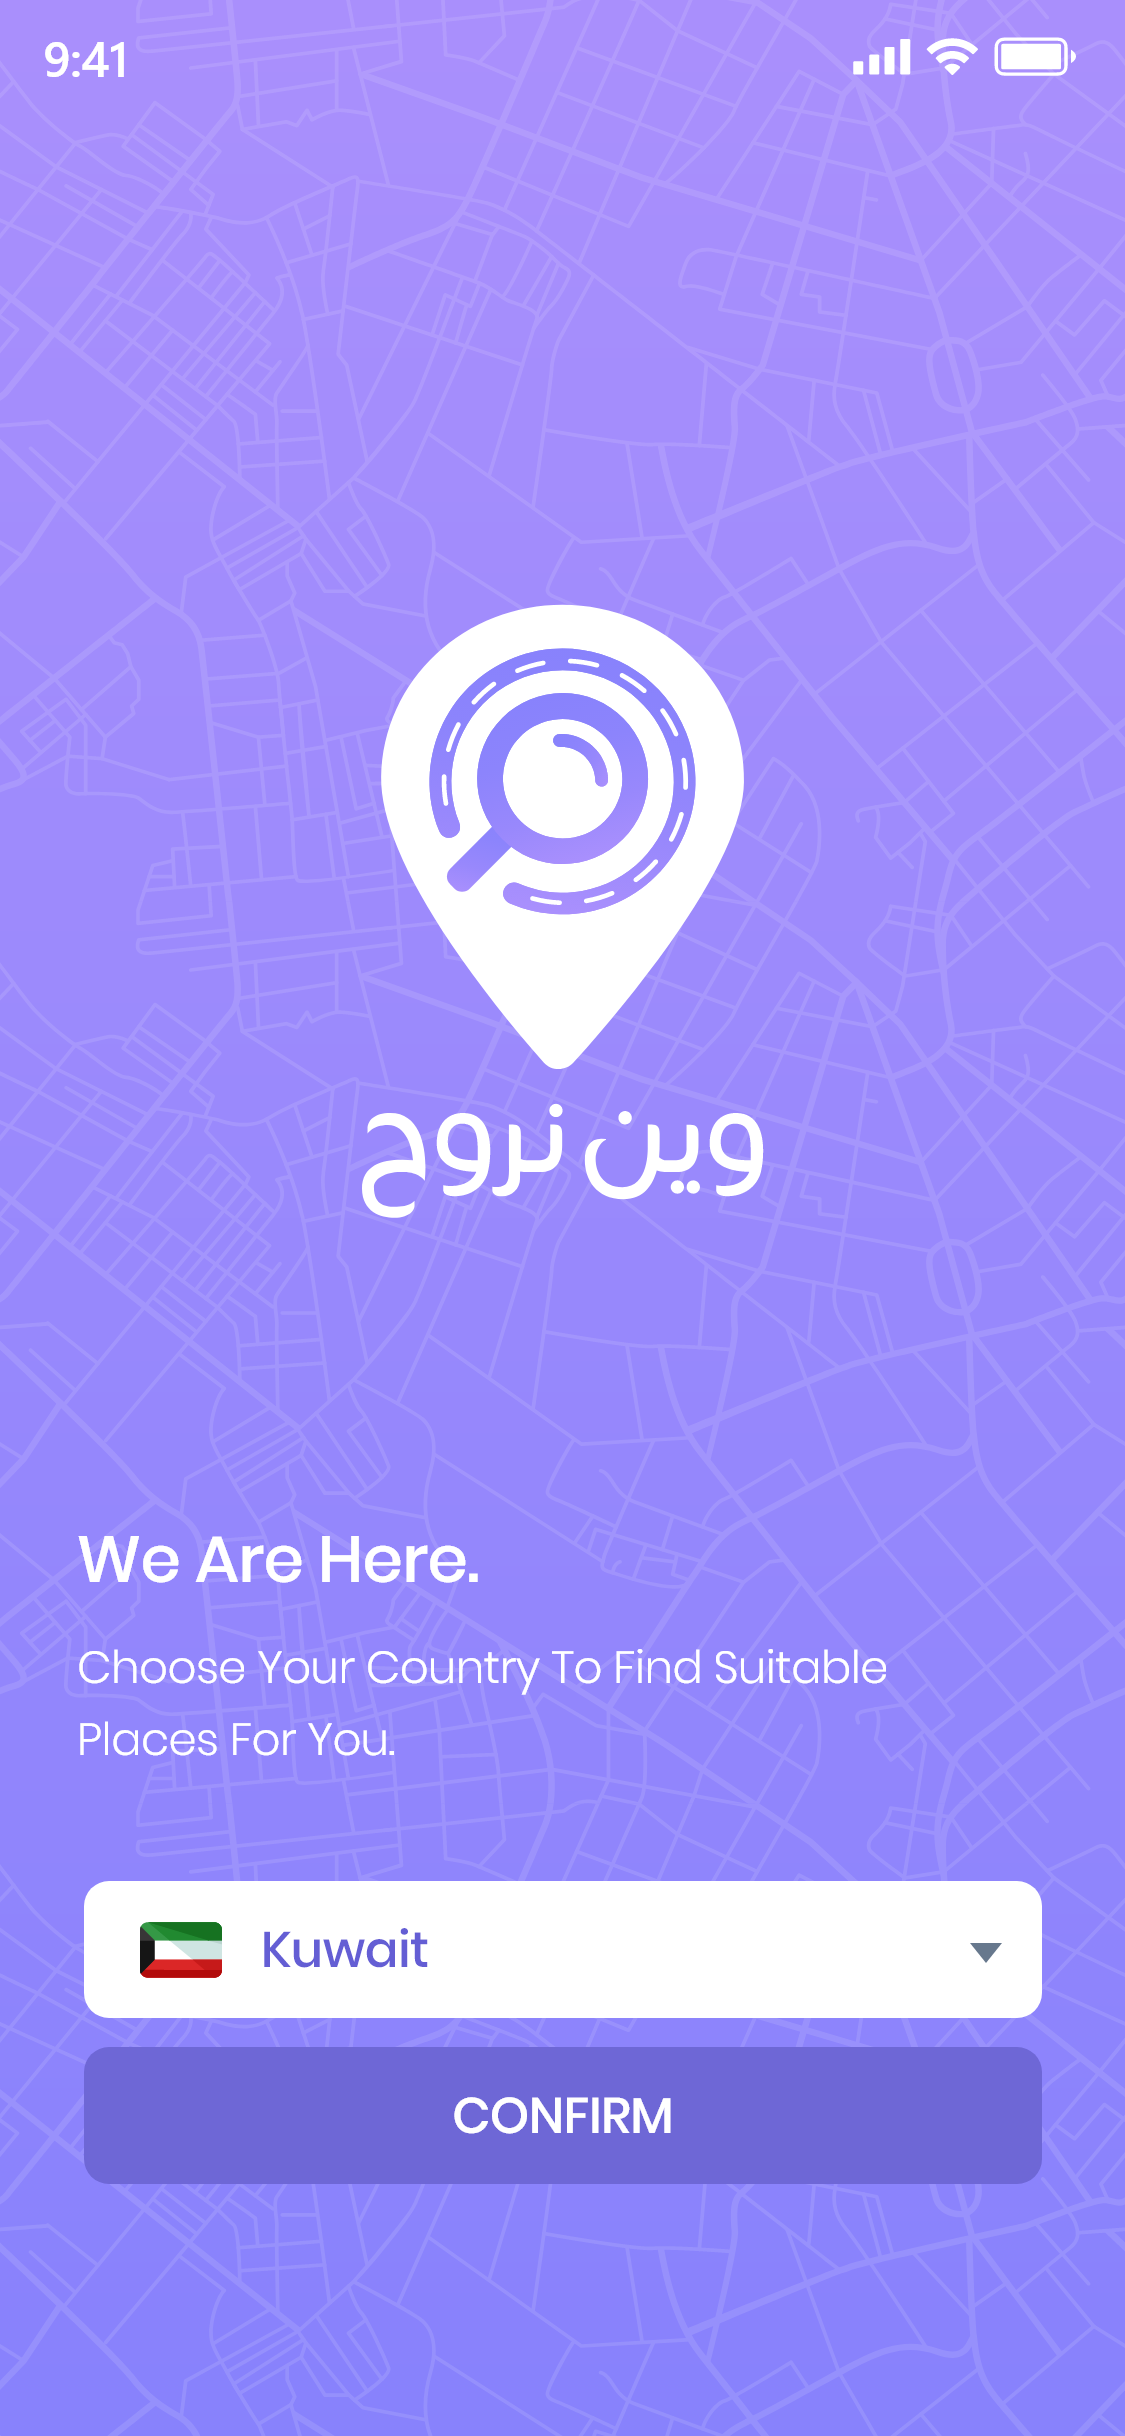 9:41
وين نروح
We Are Here.
Choose Your Country To Find Suitable
Places For You.
Kuwait
CONFIRM